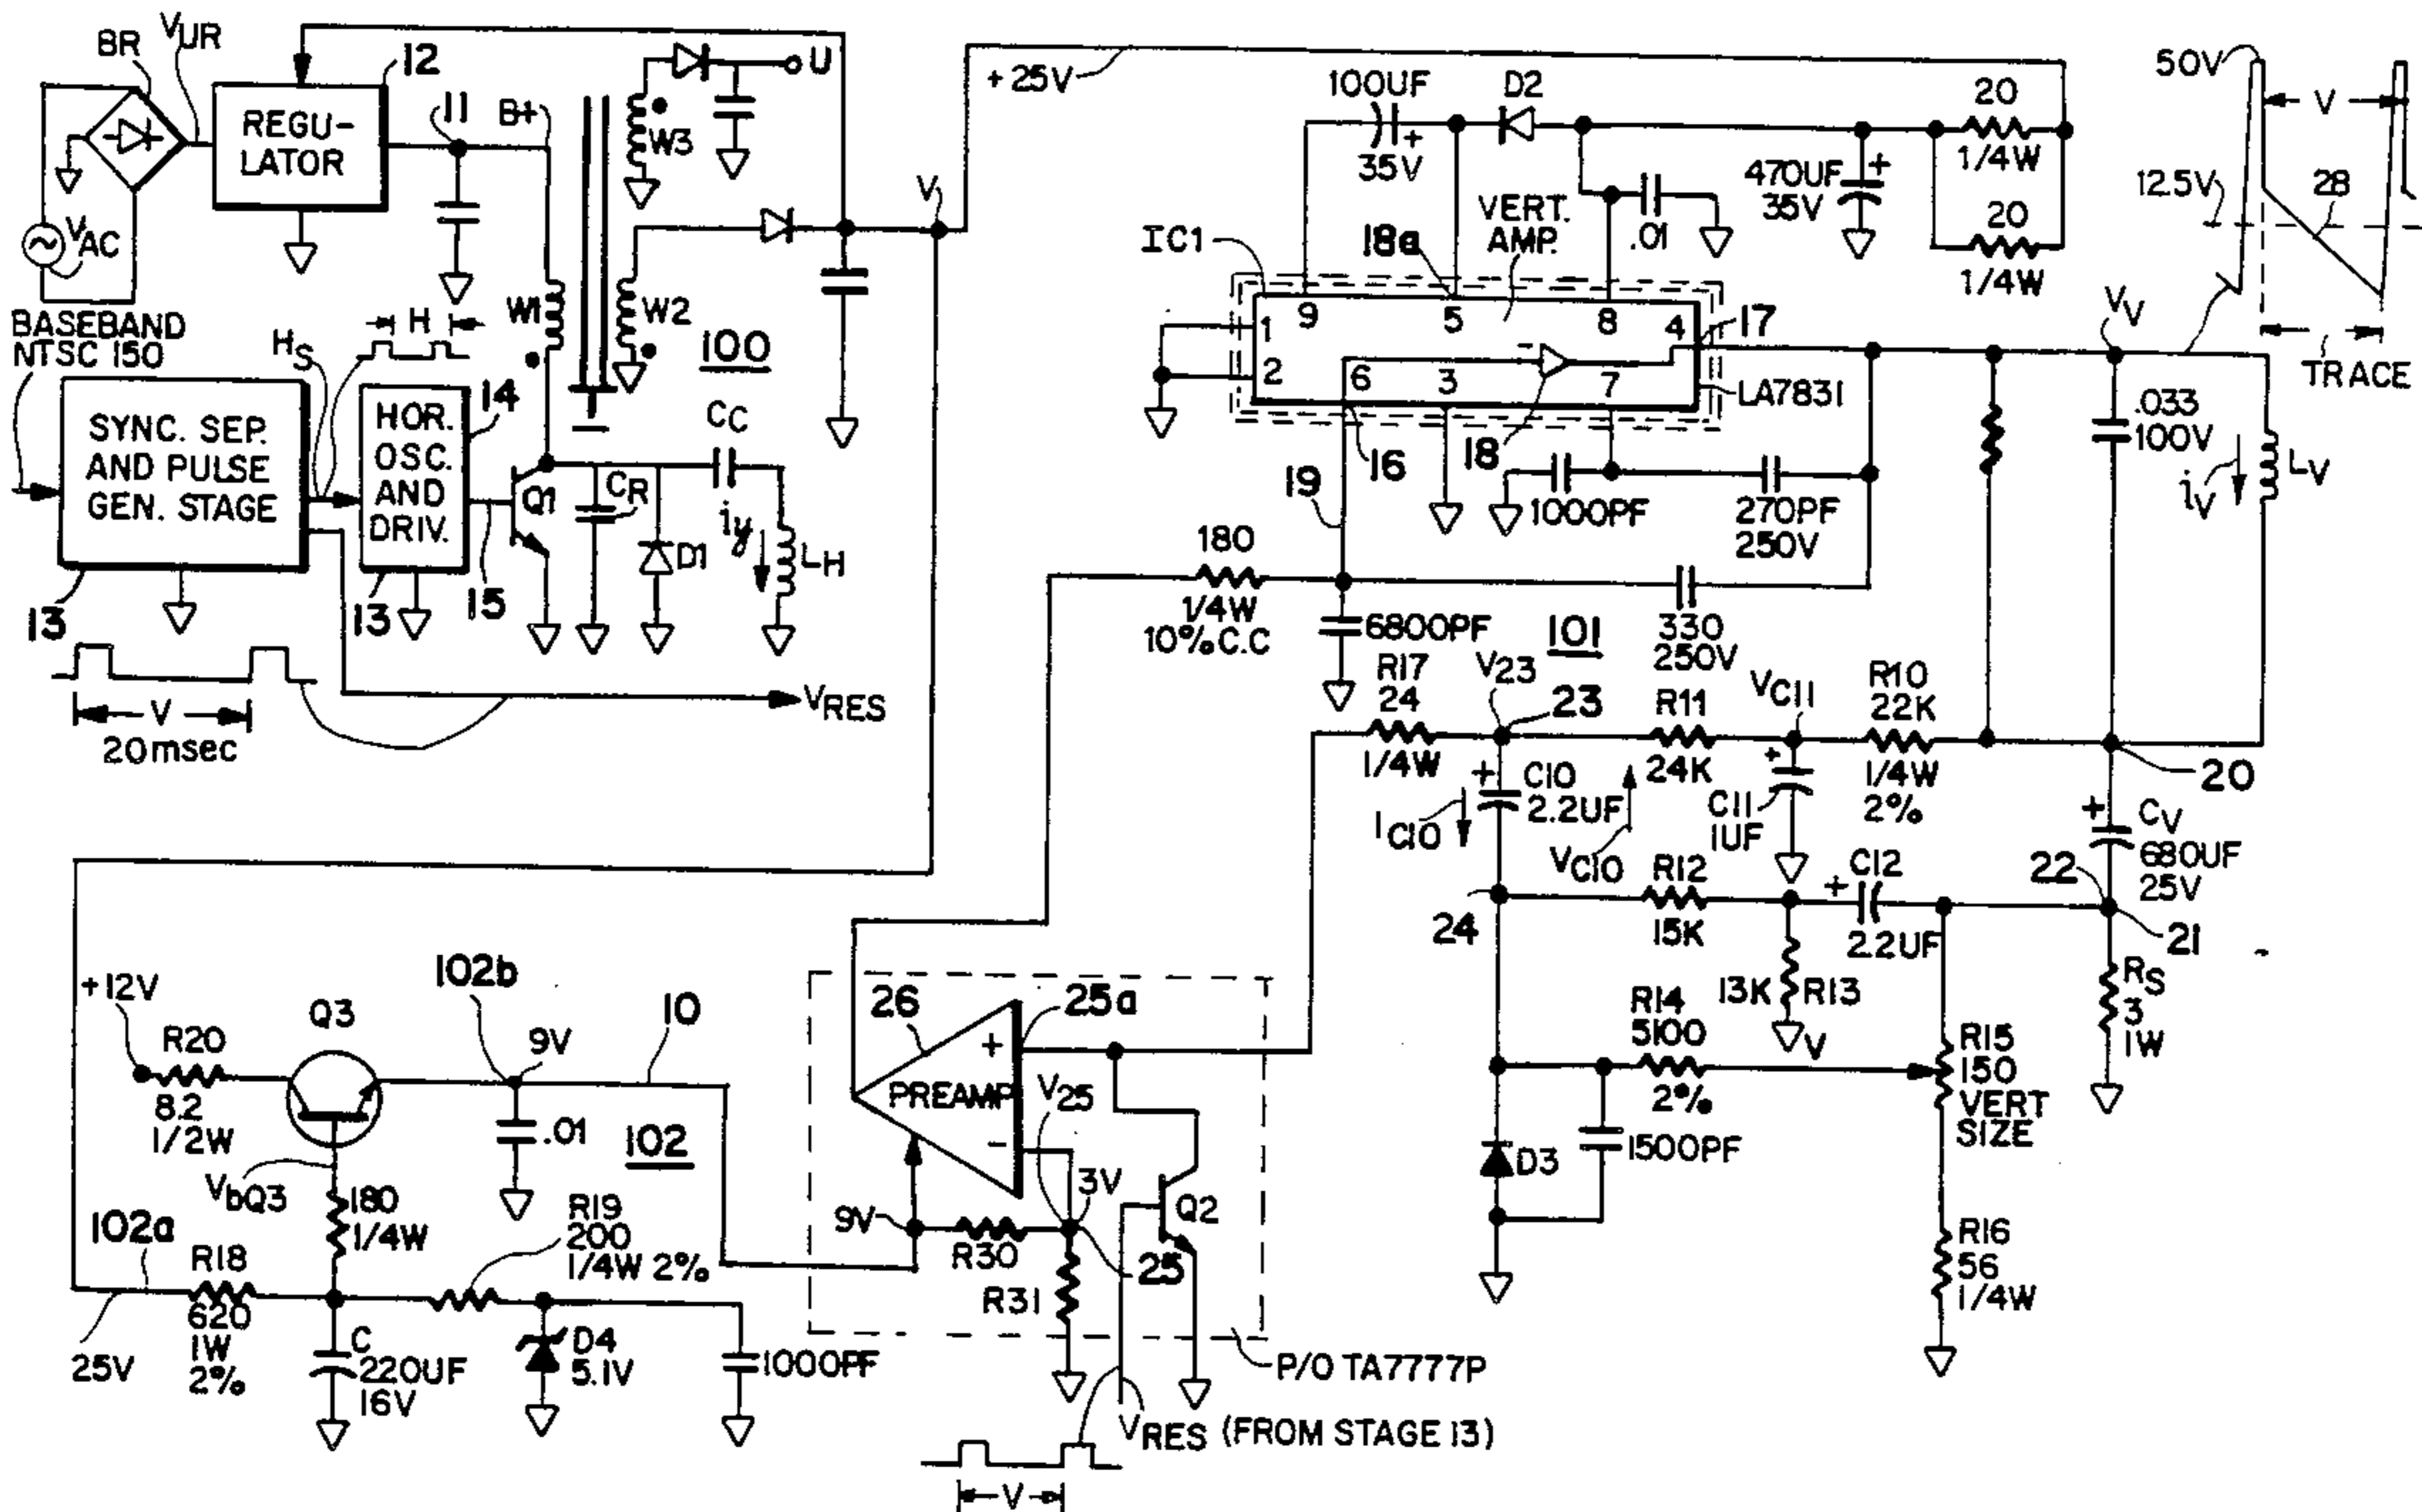 BR
VUR
12
REGU-
LATOR
11
B+
VAC
W3
U
W1
W2
100
V
+25V
100UF
35V
D2
20
1/4W
470UF
35V
20
1/4W
50V
V
12.5V
28
TRACE
IC1
18a
VERT.
AMP.
.01
9
5
8
4
17
1
2
6
3
7
LA7831
VV
16
18
19
1000PF
270PF
250V
.033
100V
iV
LV
BASEBAND
NTSC 150
HS
H
SYNC. SEP.
AND PULSE
GEN. STAGE
HOR.
OSC.
AND
DRIV.
14
13
13
15
Q1
CR
D1
CC
iy
LH
V
20msec
VRES
180
1/4W
10% C.C
6800PF
101
330
250V
R17
24
1/4W
V23
23
R11
24K
VC11
R10
22K
1/4W
2%
20
C10
2.2UF
IC10
VC10
C11
1UF
+
CV
680UF
25V
24
R12
15K
C12
+
2.2UF
22
21
13K
R13
V
RS
3
1W
R14
5100
2%
R15
150
VERT
SIZE
D3
1500PF
R16
56
1/4W
+12V
R20
8.2
1/2W
Q3
102b
9V
10
.01
102
VbQ3
180
1/4W
102a
R18
620
1W
2%
25V
R19
200
1/4W 2%
C
220UF
16V
D4
5.1V
1000PF
26
25a
+
PREAMP
-
V25
3V
9V
R30
25
R31
Q2
P/O TA7777P
VRES (FROM STAGE 13)
V